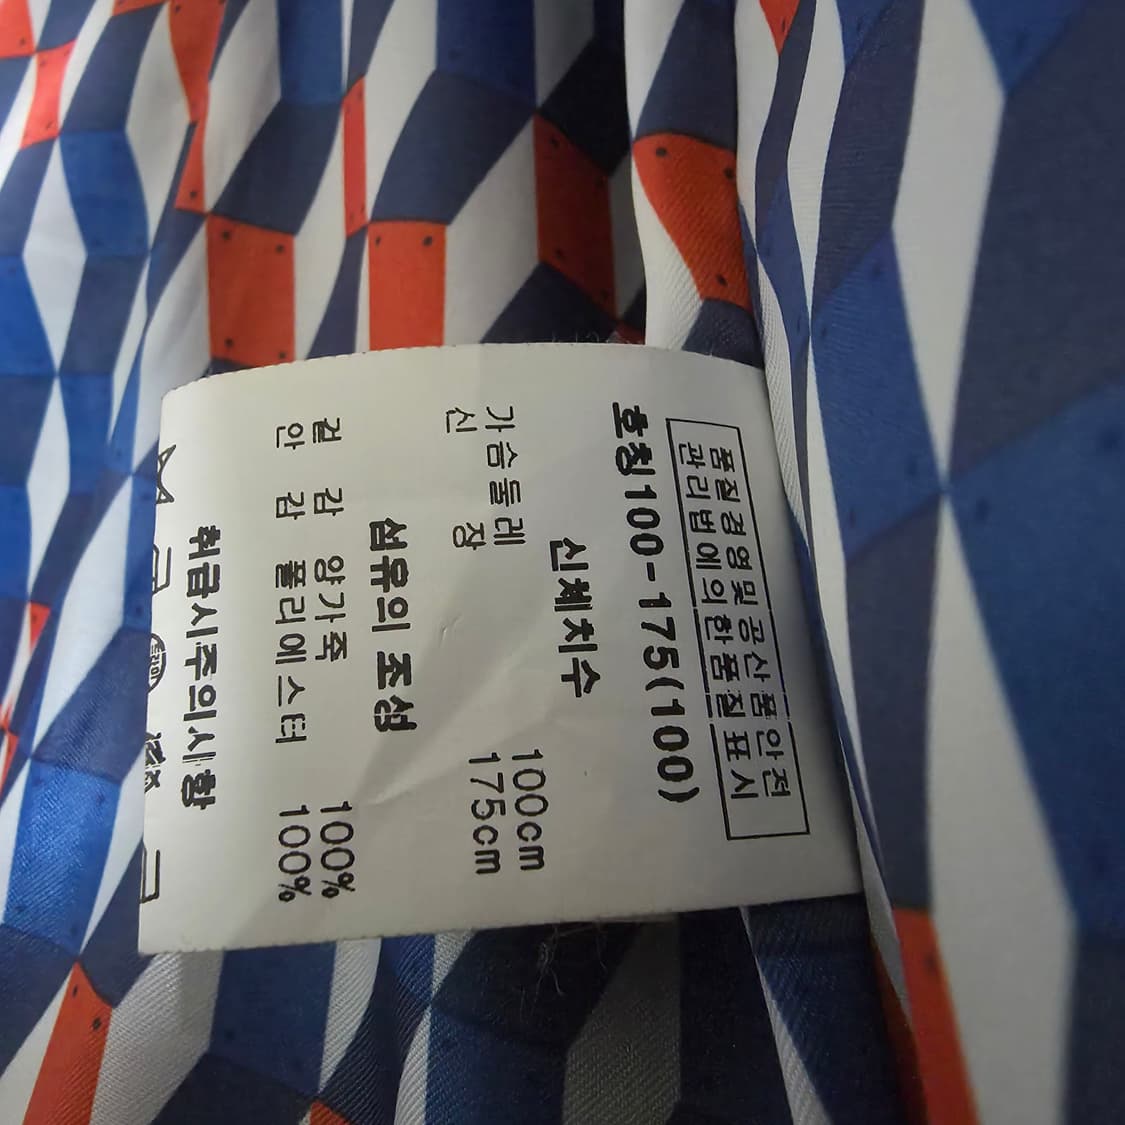 품질경영및공산품안전
관리법에의한품질표시
호칭100-175(100)
신체치수
가슴둘레 100cm
신 장 175cm
섬유의 조성
겉 감 양가죽 100%
안 감 폴리에스터 100%
취급시주의사항